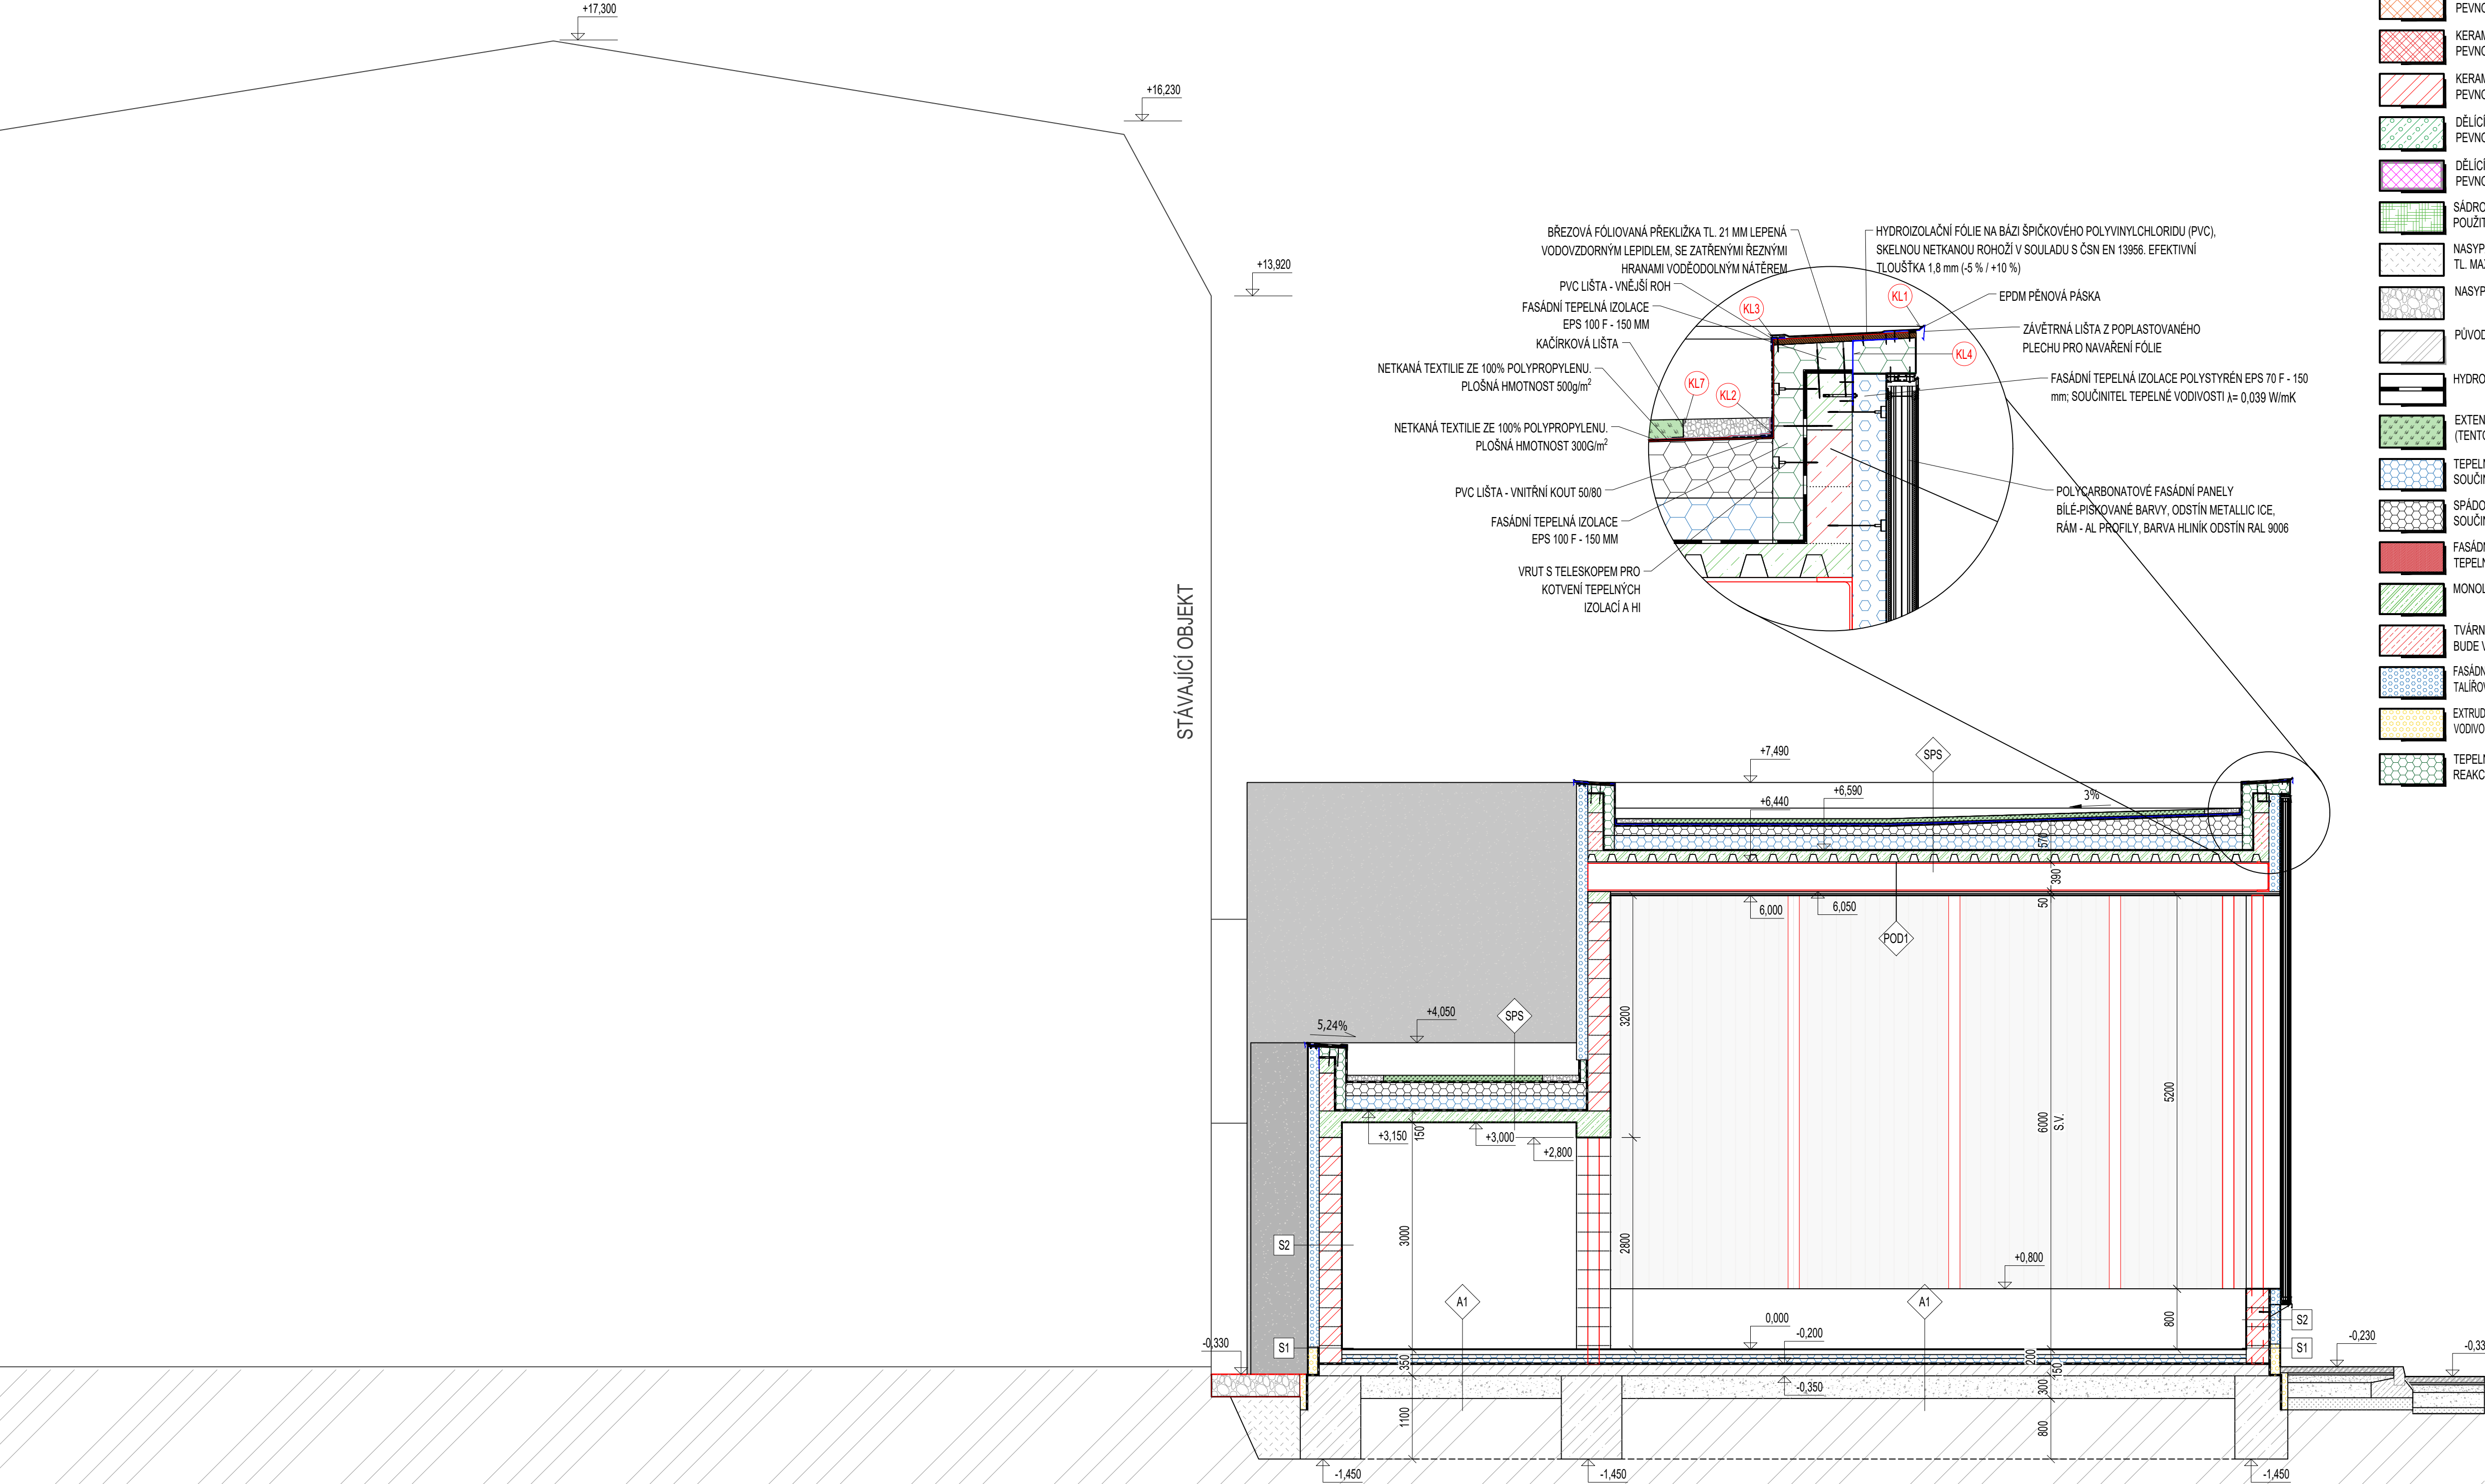 +17,300
+16,230
+13,920
STÁVAJÍCÍ OBJEKT
BŘEZOVÁ FÓLIOVANÁ PŘEKLIŽKA TL. 21 MM LEPENÁ
VODOVZDORNÝM LEPIDLEM, SE ZATŘENÝMI ŘEZNÝMI
HRANAMI VODĚODOLNÝM NÁTĚREM
PVC LIŠTA - VNĚJŠÍ ROH
FASÁDNÍ TEPELNÁ IZOLACE
EPS 100 F - 150 MM
KAČÍRKOVÁ LIŠTA
NETKANÁ TEXTILIE ZE 100% POLYPROPYLENU.
PLOŠNÁ HMOTNOST 500g/m²
NETKANÁ TEXTILIE ZE 100% POLYPROPYLENU.
PLOŠNÁ HMOTNOST 300G/m²
PVC LIŠTA - VNITŘNÍ KOUT 50/80
FASÁDNÍ TEPELNÁ IZOLACE
EPS 100 F - 150 MM
VRUT S TELESKOPEM PRO
KOTVENÍ TEPELNÝCH
IZOLACÍ A HI
HYDROIZOLAČNÍ FÓLIE NA BÁZI ŠPIČKOVÉHO POLYVINYLCHLORIDU (PVC),
SKELNOU NETKANOU ROHOŽÍ V SOULADU S ČSN EN 13956. EFEKTIVNÍ
TLOUŠŤKA 1,8 mm (-5 % / +10 %)
EPDM PĚNOVÁ PÁSKA
ZÁVĚTRNÁ LIŠTA Z POPLASTOVANÉHO
PLECHU PRO NAVAŘENÍ FÓLIE
FASÁDNÍ TEPELNÁ IZOLACE POLYSTYRÉN EPS 70 F - 150
mm; SOUČINITEL TEPELNÉ VODIVOSTI λ= 0,039 W/mK
POLYCARBONATOVÉ FASÁDNÍ PANELY
BÍLÉ-PÍSKOVANÉ BARVY, ODSTÍN METALLIC ICE,
RÁM - AL PROFILY, BARVA HLINÍK ODSTÍN RAL 9006
KL1
KL3
KL4
KL7
KL2
PEVNO
KERAM
PEVNO
KERAM
PEVNO
DĚLÍCÍ
PEVNO
DĚLÍCÍ
PEVNO
SÁDRO
POUŽIT
NASYP
TL. MAX
NASYP
PŮVOD
HYDRO
EXTEN
(TENTO
TEPELN
SOUČIN
SPÁDO
SOUČIN
FASÁDN
TEPELN
MONOL
TVÁRN
BUDE V
FASÁDN
TALÍŘOV
EXTRUD
VODIVO
TEPELN
REAKC
+7,490
SPS
+6,590
+6,440
3%
570
390
50
6,000
6,050
POD1
+4,050
SPS
5,24%
3200
+3,150
150
+3,000
+2,800
5200
6000
S.V.
3000
2800
S2
A1
A1
+0,800
800
0,000
-0,200
S2
S1
S1
-0,330
-0,230
-0,33
350
200
150
-0,350
300
1100
800
-1,450
-1,450
-1,450